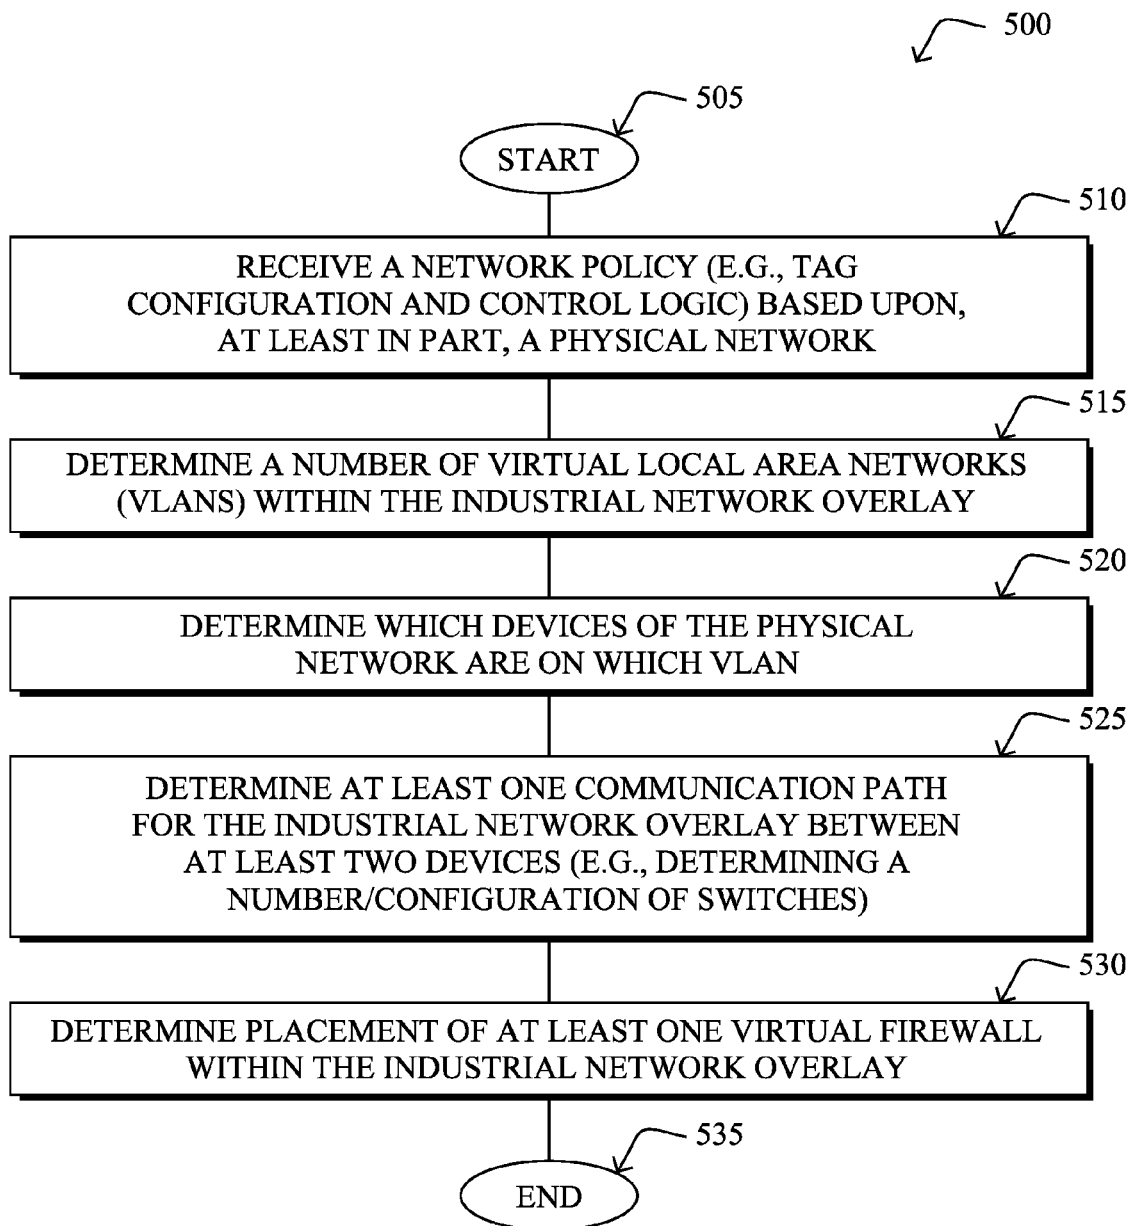 500
505
START
510
RECEIVE A NETWORK POLICY (E.G., TAG
CONFIGURATION AND CONTROL LOGIC) BASED UPON,
AT LEAST IN PART, A PHYSICAL NETWORK
515
DETERMINE A NUMBER OF VIRTUAL LOCAL AREA NETWORKS
(VLANS) WITHIN THE INDUSTRIAL NETWORK OVERLAY
520
DETERMINE WHICH DEVICES OF THE PHYSICAL
NETWORK ARE ON WHICH VLAN
525
DETERMINE AT LEAST ONE COMMUNICATION PATH
FOR THE INDUSTRIAL NETWORK OVERLAY BETWEEN
AT LEAST TWO DEVICES (E.G., DETERMINING A
NUMBER/CONFIGURATION OF SWITCHES)
530
DETERMINE PLACEMENT OF AT LEAST ONE VIRTUAL FIREWALL
WITHIN THE INDUSTRIAL NETWORK OVERLAY
535
END